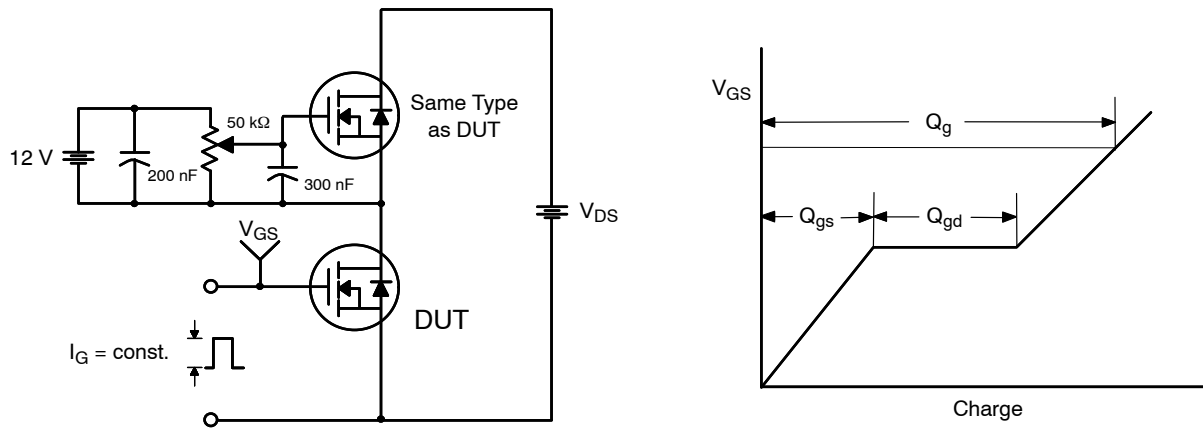 12 V
200 nF
50 kΩ
300 nF
Same Type
as DUT
V_DS
V_GS
DUT
I_G = const.
V_GS
Q_g
Q_gs
Q_gd
Charge